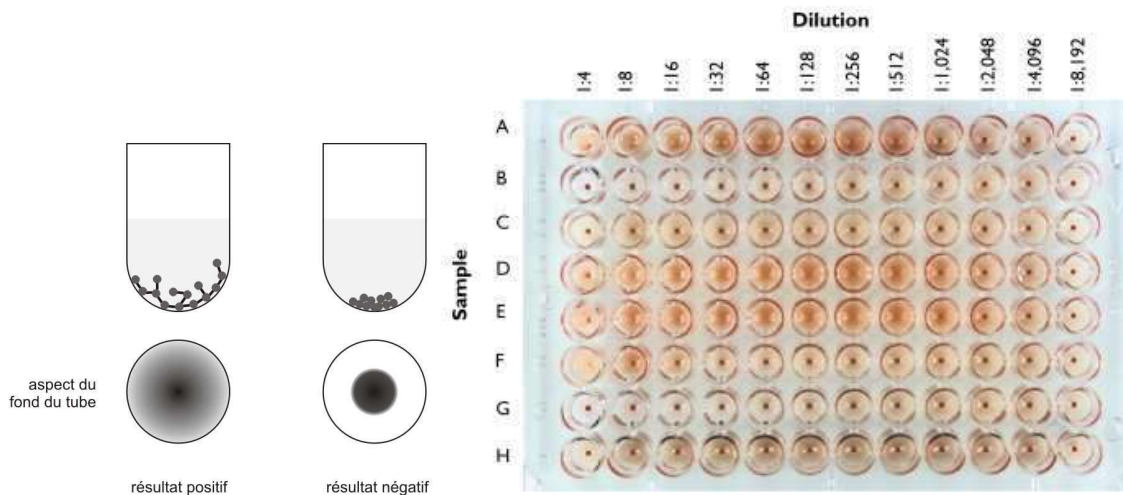 aspect du
fond du tube
résultat positif
résultat négatif
Dilution
1:4
1:8
1:16
1:32
1:64
1:128
1:256
1:512
1:1,024
1:2,048
1:4,096
1:8,192
Sample
A
B
C
D
E
F
G
H